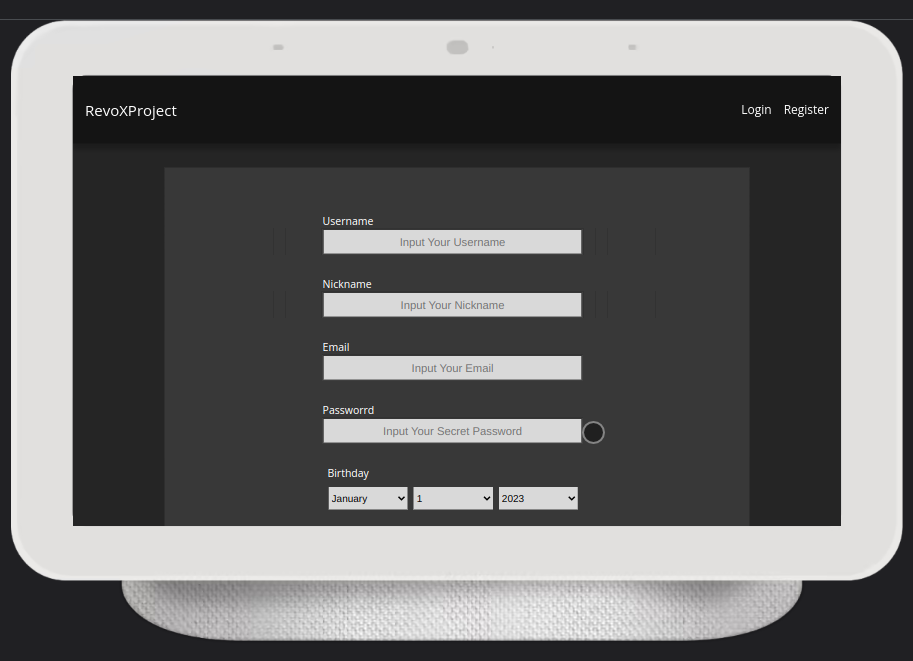 RevoXProject
Login Register
Username
Input Your Username
Nickname
Input Your Nickname
Email
Input Your Email
Passworrd
Input Your Secret Password
Birthday
January 1 2023